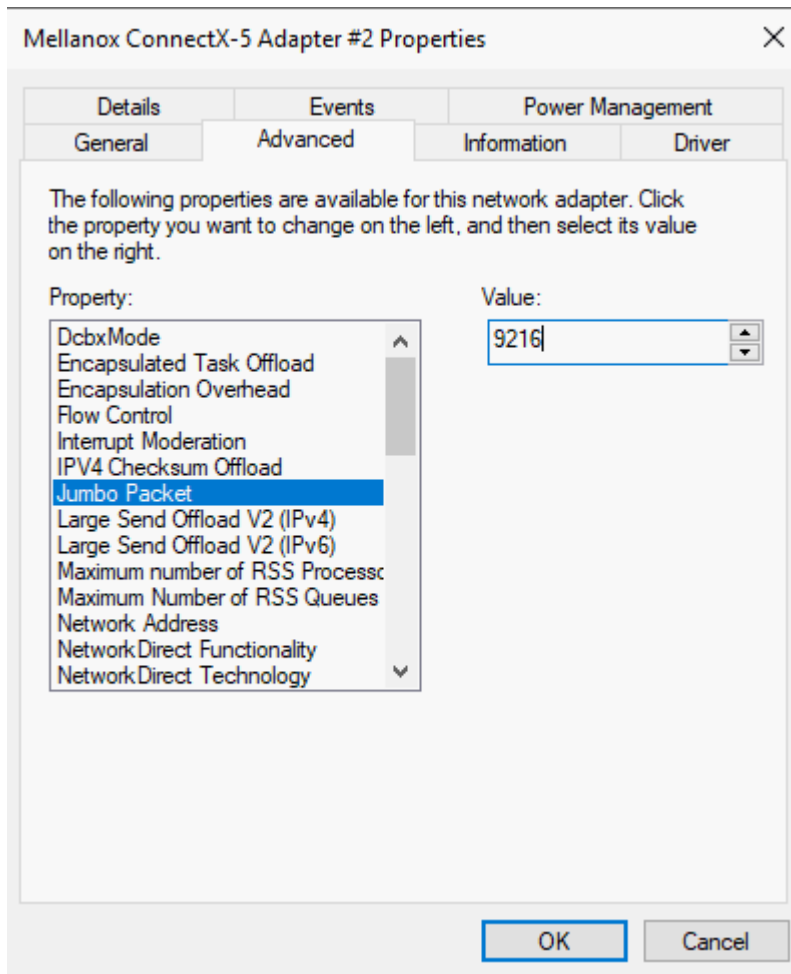 Mellanox ConnectX-5 Adapter #2 Properties
Details Events Power Management
General Advanced Information Driver
The following properties are available for this network adapter. Click
the property you want to change on the left, and then select its value
on the right.
Property:
Value:
DcbxMode
Encapsulated Task Offload
Encapsulation Overhead
Flow Control
Interrupt Moderation
IPV4 Checksum Offload
Jumbo Packet
Large Send Offload V2 (IPv4)
Large Send Offload V2 (IPv6)
Maximum number of RSS Processo
Maximum Number of RSS Queues
Network Address
NetworkDirect Functionality
NetworkDirect Technology
9216
OK Cancel